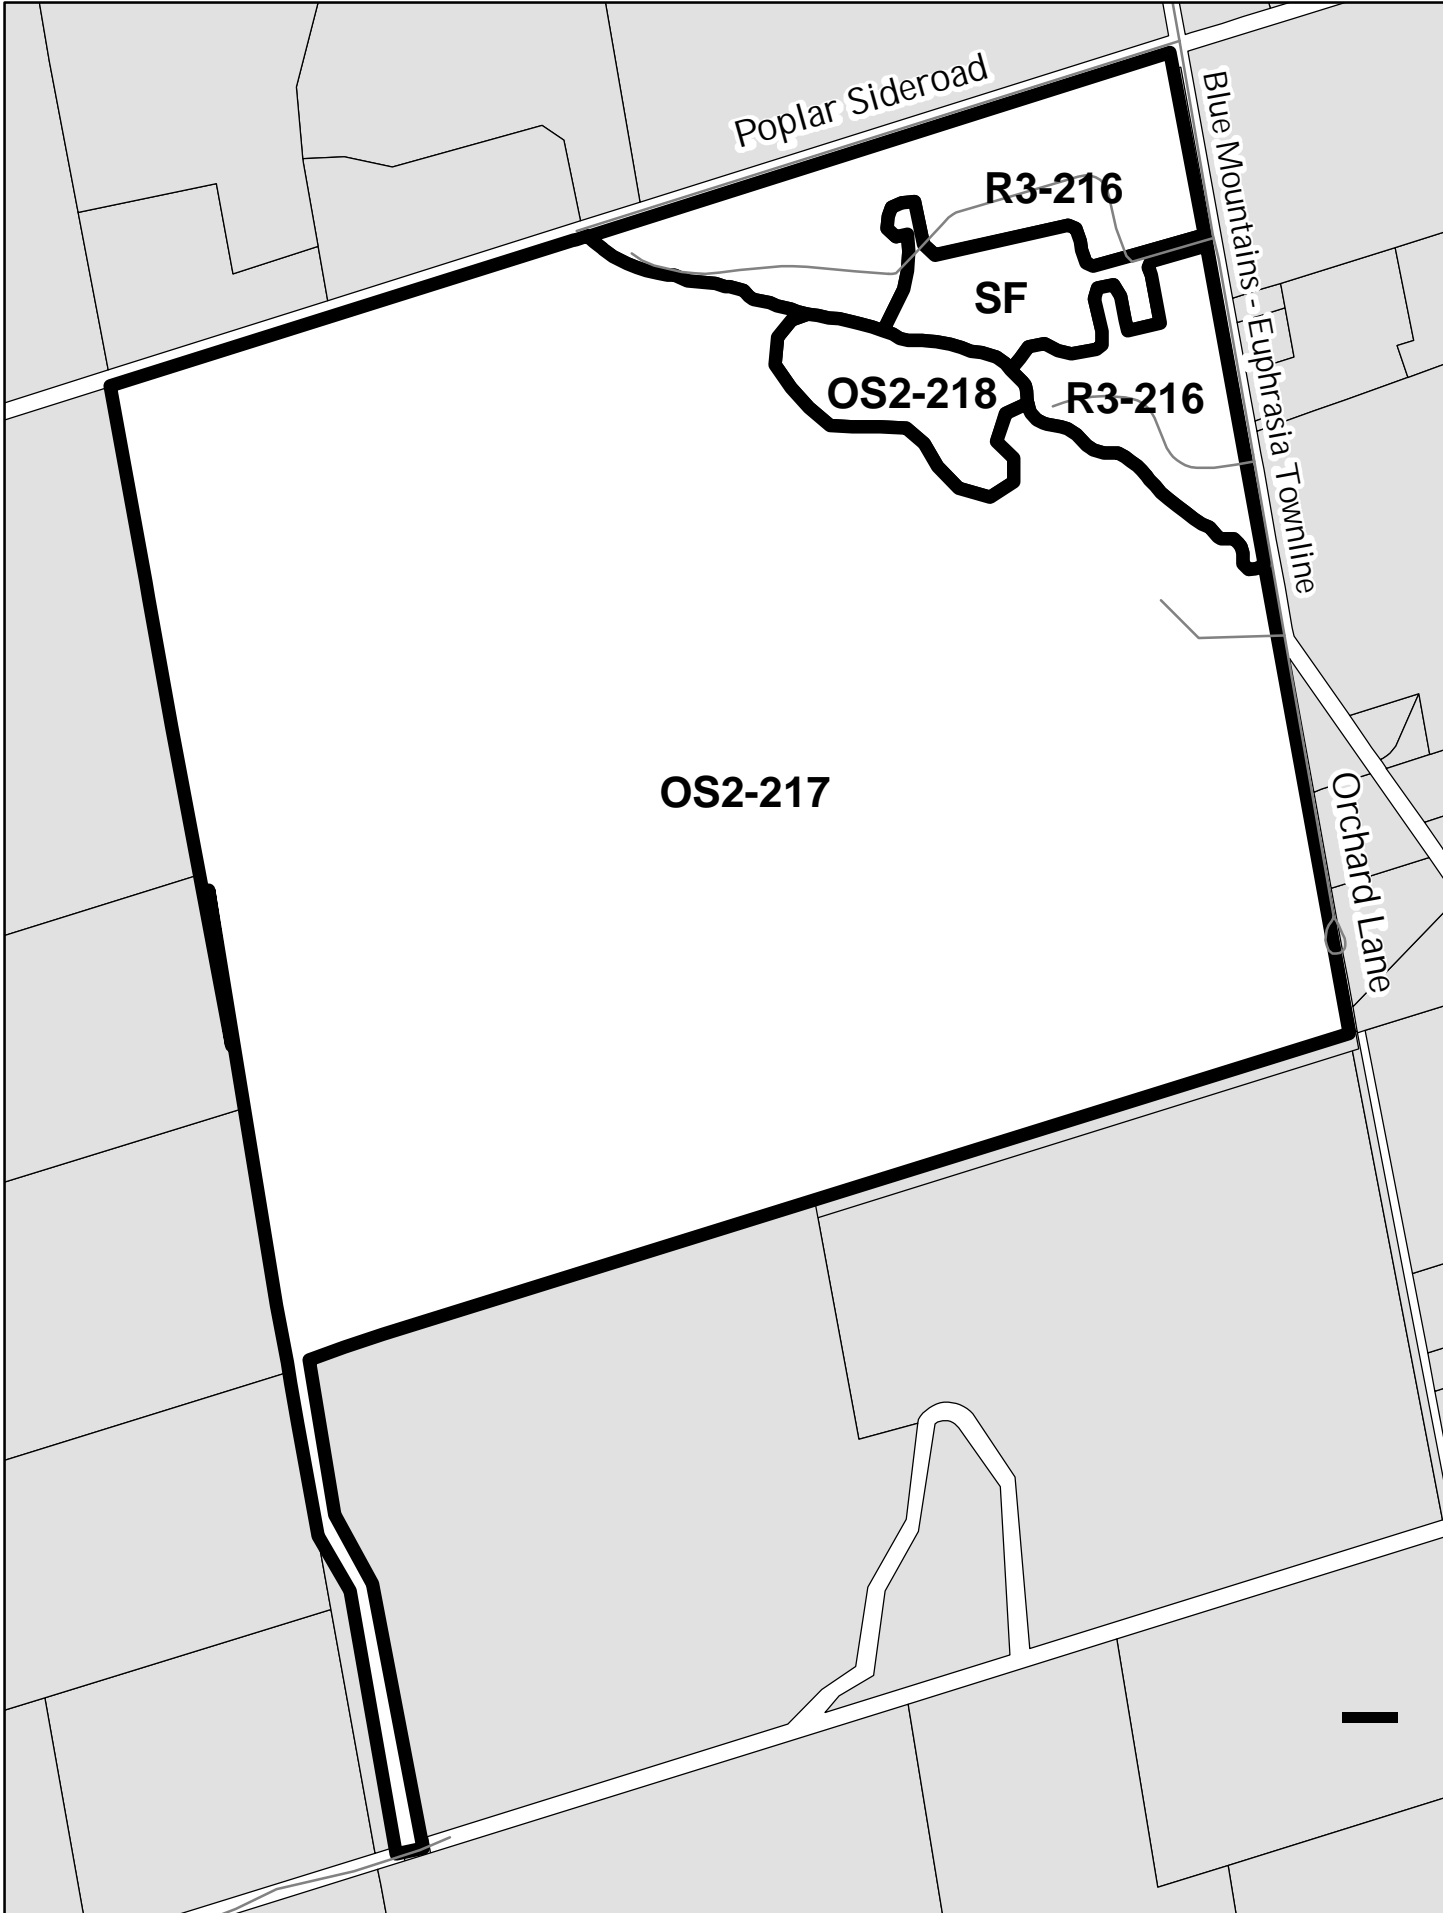 Poplar Sideroad
Blue Mountains - Euphrasia Townline
R3-216
SF
OS2-218
R3-216
OS2-217
Orchard Lane